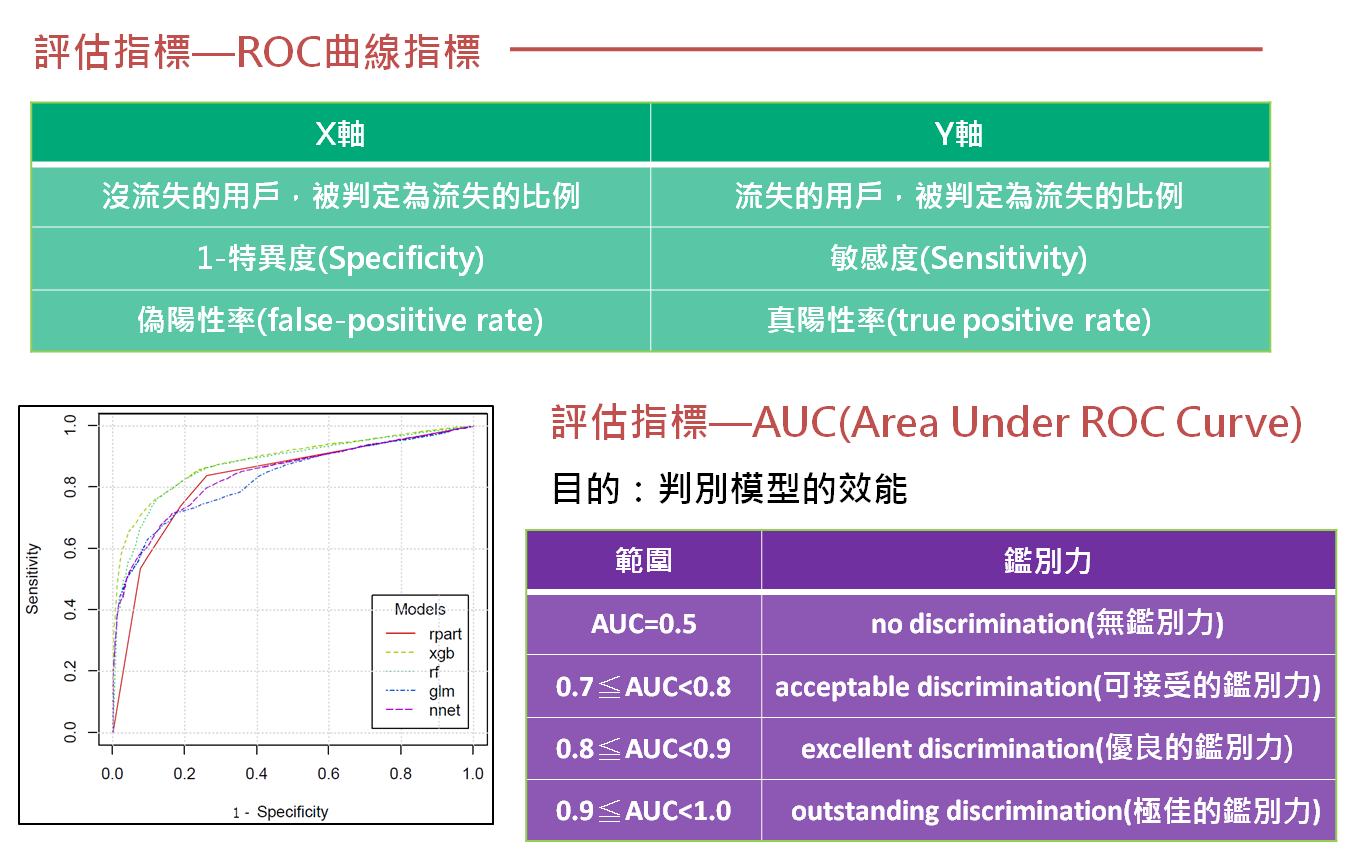 評估指標—ROC曲線指標
X軸 Y軸
沒流失的用戶，被判定為流失的比例 流失的用戶，被判定為流失的比例
1-特異度(Specificity) 敏感度(Sensitivity)
偽陽性率(false-posiitive rate) 真陽性率(true positive rate)
Sensitivity
1.0
0.8
0.6
0.4
0.2
0.0
Models
rpart
xgb
rf
glm
nnet
0.0 0.2 0.4 0.6 0.8 1.0
1 - Specificity
評估指標—AUC(Area Under ROC Curve)
目的：判別模型的效能
範圍 鑑別力
AUC=0.5 no discrimination(無鑑別力)
0.7≦AUC<0.8 acceptable discrimination(可接受的鑑別力)
0.8≦AUC<0.9 excellent discrimination(優良的鑑別力)
0.9≦AUC<1.0 outstanding discrimination(極佳的鑑別力)